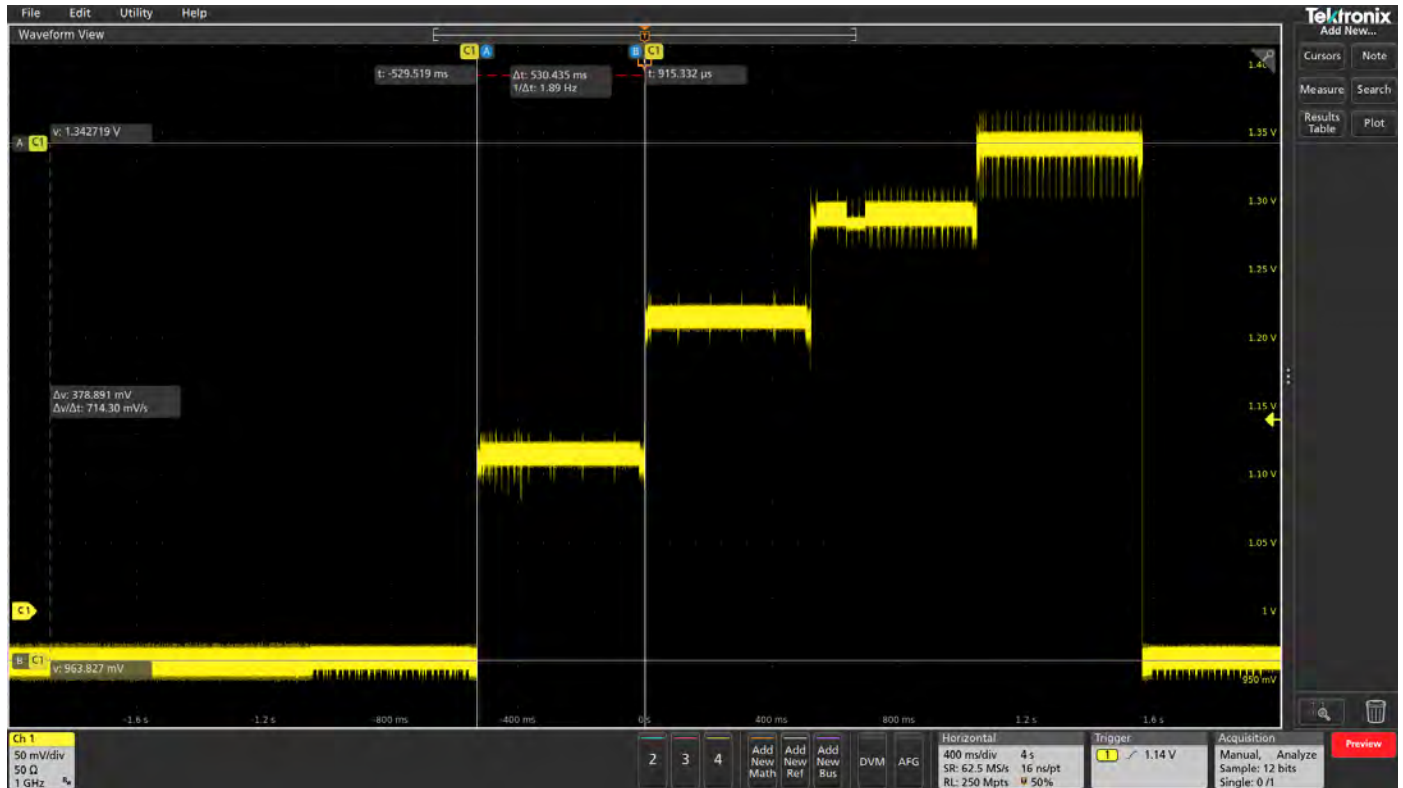 File Edit Utility Help
Tektronix
Waveform View
Add New...
C1 A
B C1
T
t: -529.519 ms
Δt: 530.435 ms
1/Δt: 1.89 Hz
t: 915.332 µs
Cursors Note
Measure Search
Results Table Plot
A C1
v: 1.342719 V
1.35 V
1.30 V
1.25 V
1.20 V
Δv: 378.891 mV
Δv/Δt: 714.30 mV/s
1.15 V
1.10 V
1.05 V
C1
1 V
B C1
v: 963.827 mV
950 mV
-1.6 s -1.2 s -800 ms -400 ms 0 s 400 ms 800 ms 1.2 s 1.6 s
Ch 1
50 mV/div
50 Ω
1 GHz
2 3 4
Add New Math
Add New Ref
Add New Bus
DVM AFG
Horizontal
400 ms/div 4 s
SR: 62.5 MS/s 16 ns/pt
RL: 250 Mpts 50%
Trigger
1 1.14 V
Acquisition
Manual, Analyze
Sample: 12 bits
Single: 0 /1
Preview